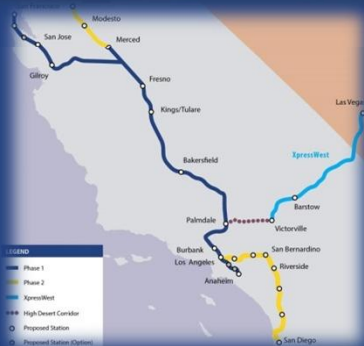 San Francisco
Modesto
San Jose
Merced
Gilroy
Fresno
Kings/Tulare
Las Vegas
XpressWest
Bakersfield
Barstow
Palmdale
Victorville
Burbank
San Bernardino
Los Angeles
Riverside
Anaheim
San Diego
LEGEND
Phase 1
Phase 2
XpressWest
High Desert Corridor
Proposed Station
Proposed Station (Option)